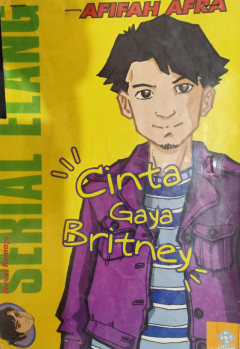 AFIFAH AFRA
SERIAL ELANG
Cinta
Gaya
Britney